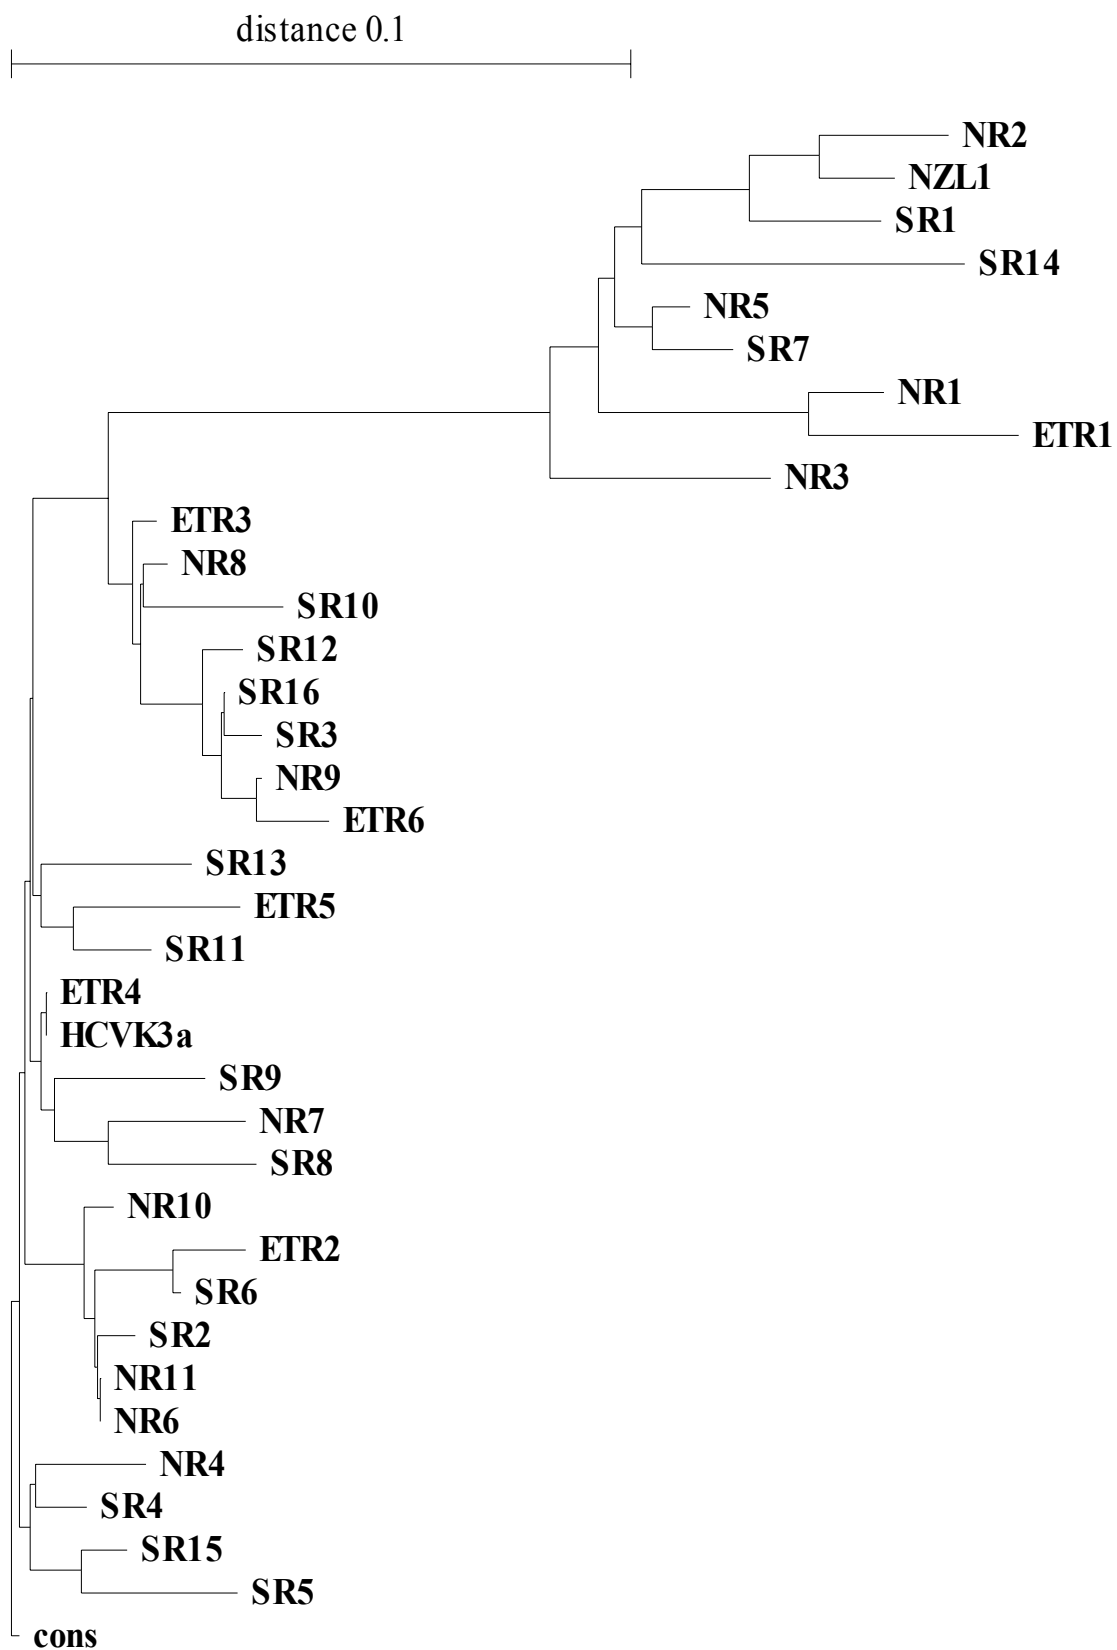 distance 0.1
NR2
NZL1
SR1
SR14
NR5
SR7
NR1
ETR1
NR3
ETR3
NR8
SR10
SR12
SR16
SR3
NR9
ETR6
SR13
ETR5
SR11
ETR4
HCVK3a
SR9
NR7
SR8
NR10
ETR2
SR6
SR2
NR11
NR6
NR4
SR4
SR15
SR5
cons